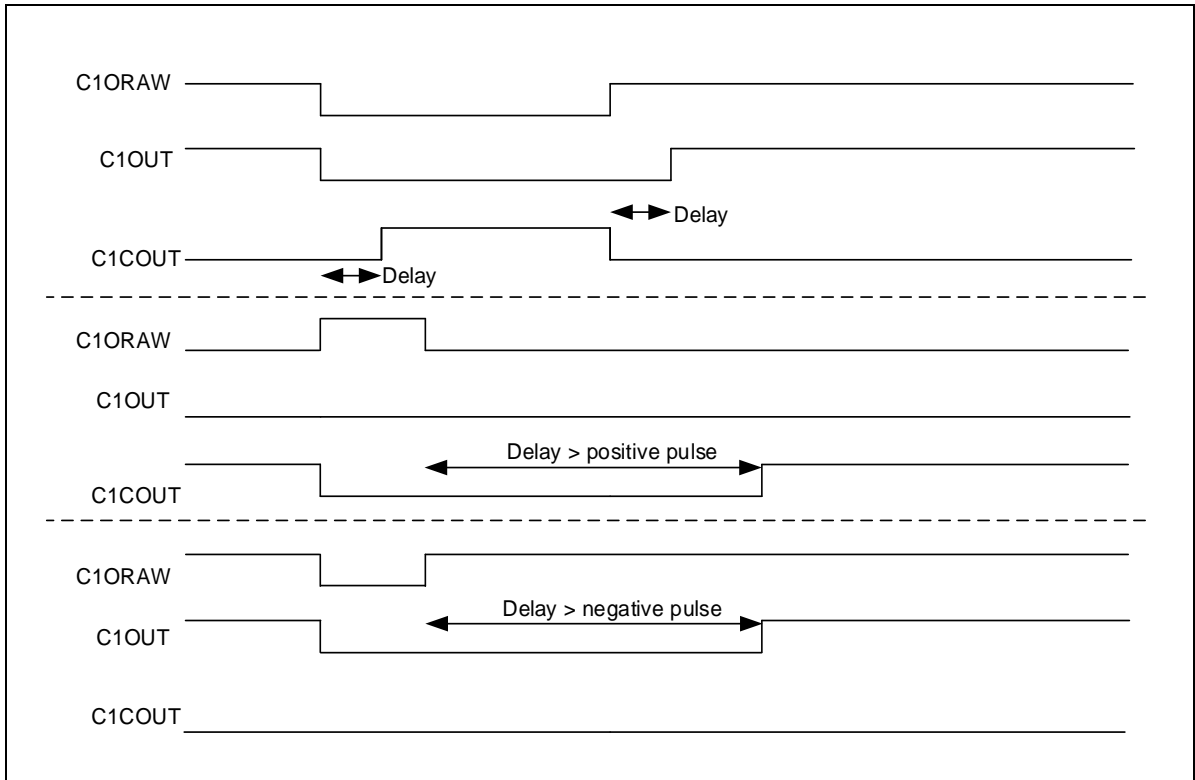 C1ORAW
C1OUT
Delay
C1COUT
Delay
C1ORAW
C1OUT
Delay > positive pulse
C1COUT
C1ORAW
Delay > negative pulse
C1OUT
C1COUT